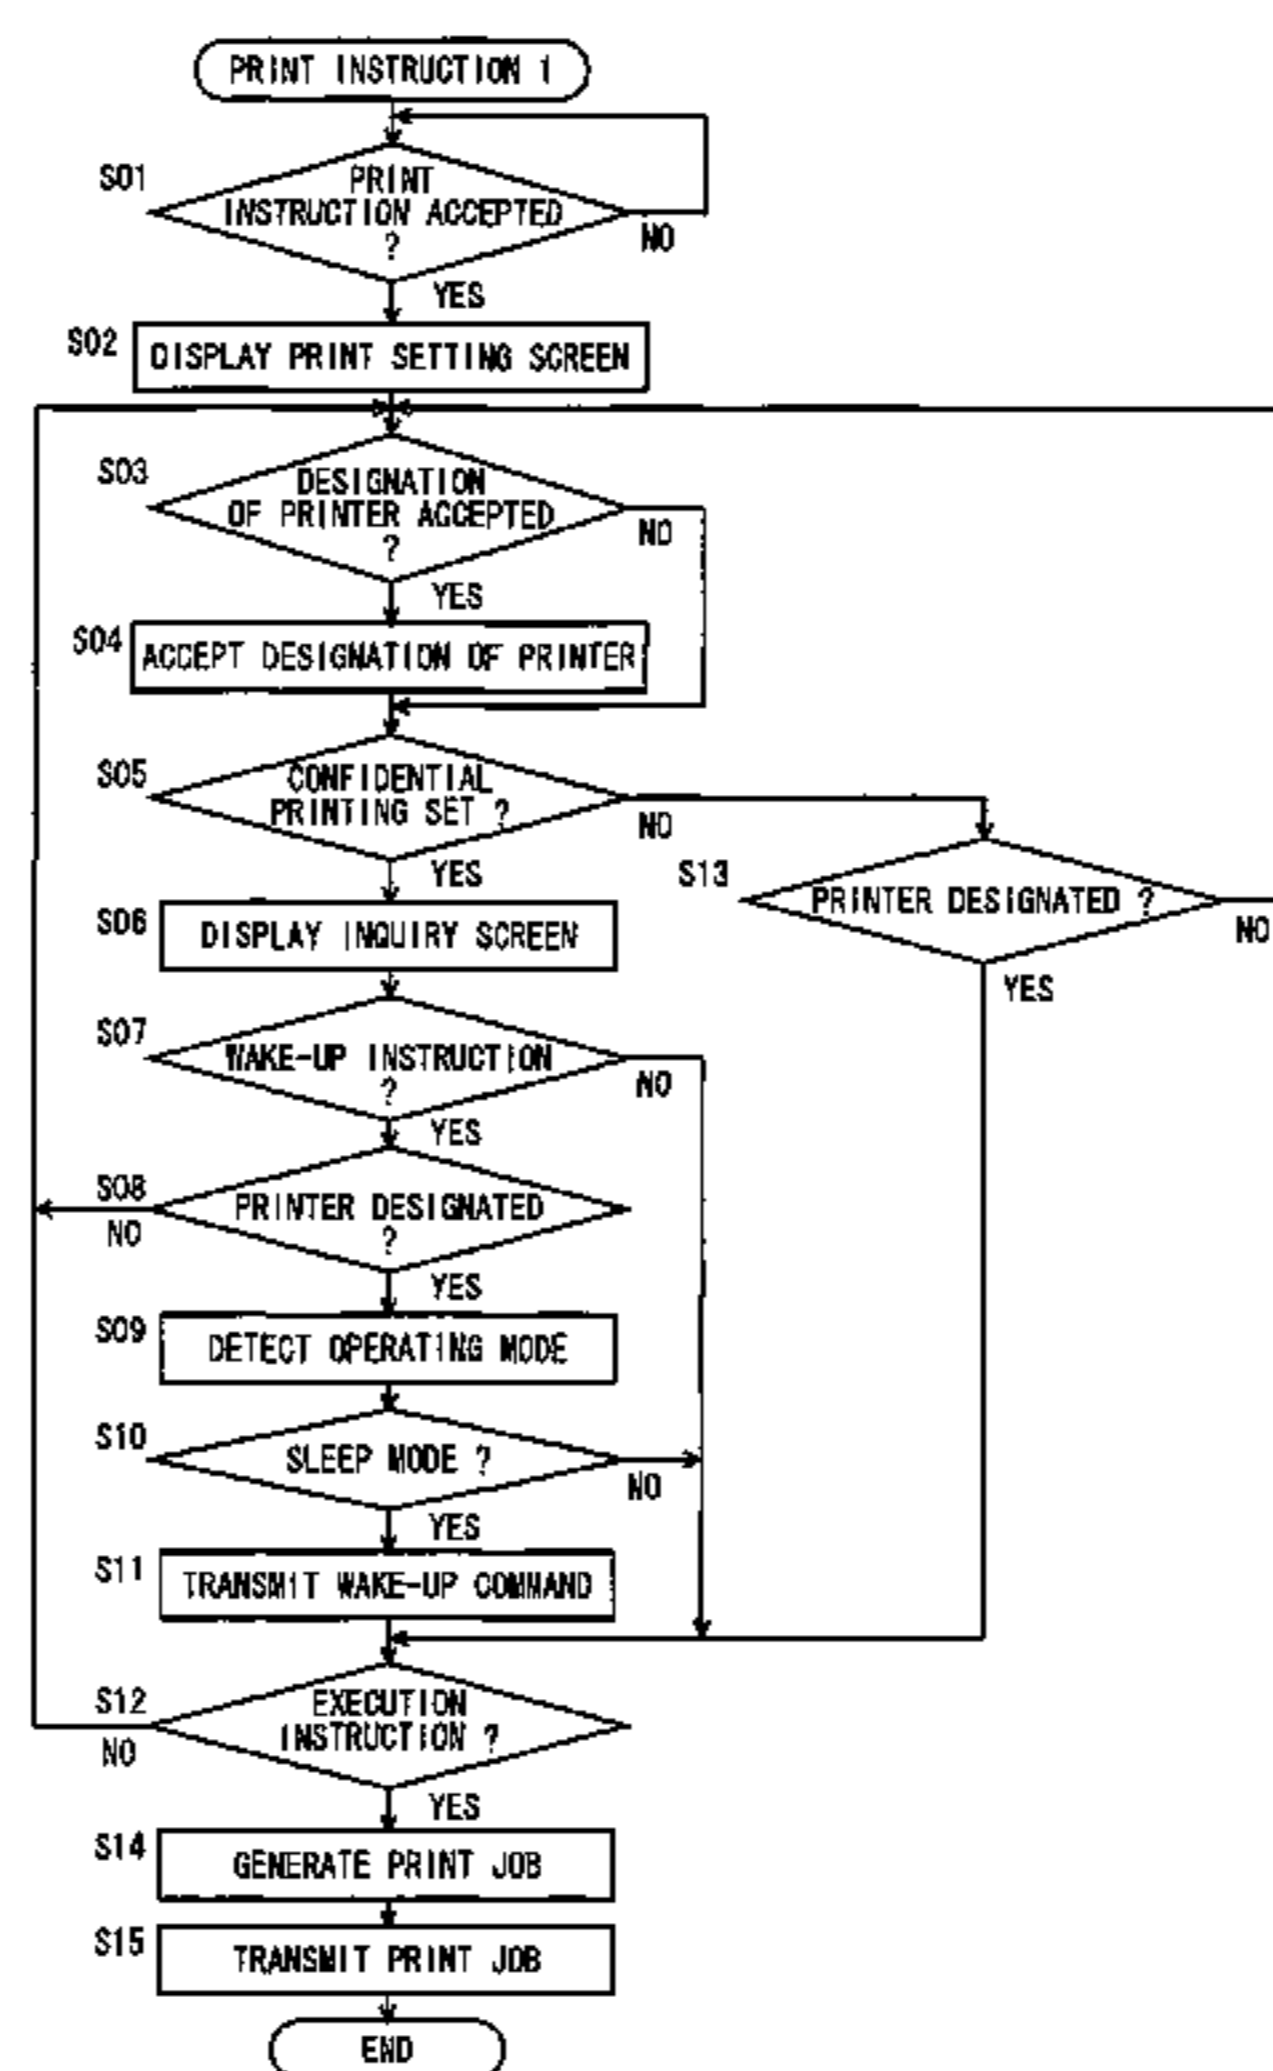 PRINT INSTRUCTION 1
S01
PRINT
INSTRUCTION ACCEPTED
?
NO
YES
S02
DISPLAY PRINT SETTING SCREEN
S03
DESIGNATION
OF PRINTER ACCEPTED
?
NO
YES
S04
ACCEPT DESIGNATION OF PRINTER
S05
CONFIDENTIAL
PRINTING SET ?
NO
YES
S13
PRINTER DESIGNATED ?
NO
YES
S06
DISPLAY INQUIRY SCREEN
S07
WAKE-UP INSTRUCTION
?
NO
YES
S08
PRINTER DESIGNATED
?
NO
YES
S09
DETECT OPERATING MODE
S10
SLEEP MODE ?
NO
YES
S11
TRANSMIT WAKE-UP COMMAND
S12
EXECUTION
INSTRUCTION ?
NO
YES
S14
GENERATE PRINT JOB
S15
TRANSMIT PRINT JOB
END